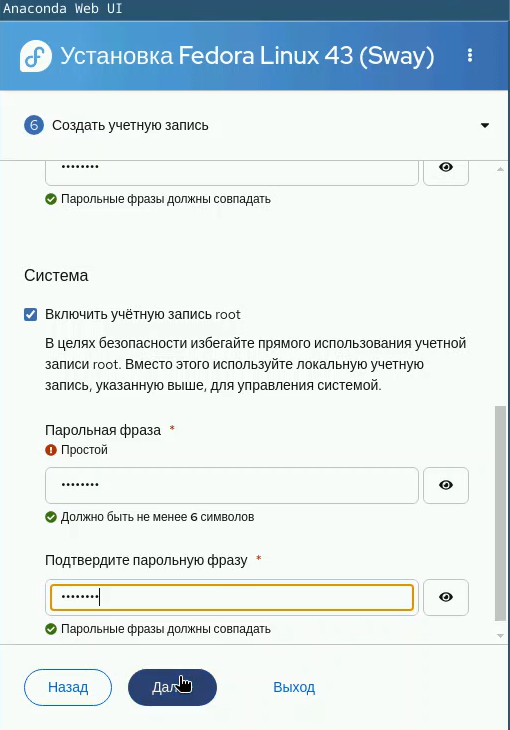 Anaconda Web UI
Установка Fedora Linux 43 (Sway)
6 Создать учетную запись
••••••••
Парольные фразы должны совпадать
Система
Включить учётную запись root
В целях безопасности избегайте прямого использования учетной
записи root. Вместо этого используйте локальную учетную
запись, указанную выше, для управления системой.
Парольная фраза *
Простой
••••••••
Должно быть не менее 6 символов
Подтвердите парольную фразу *
••••••••
Парольные фразы должны совпадать
Назад Выход